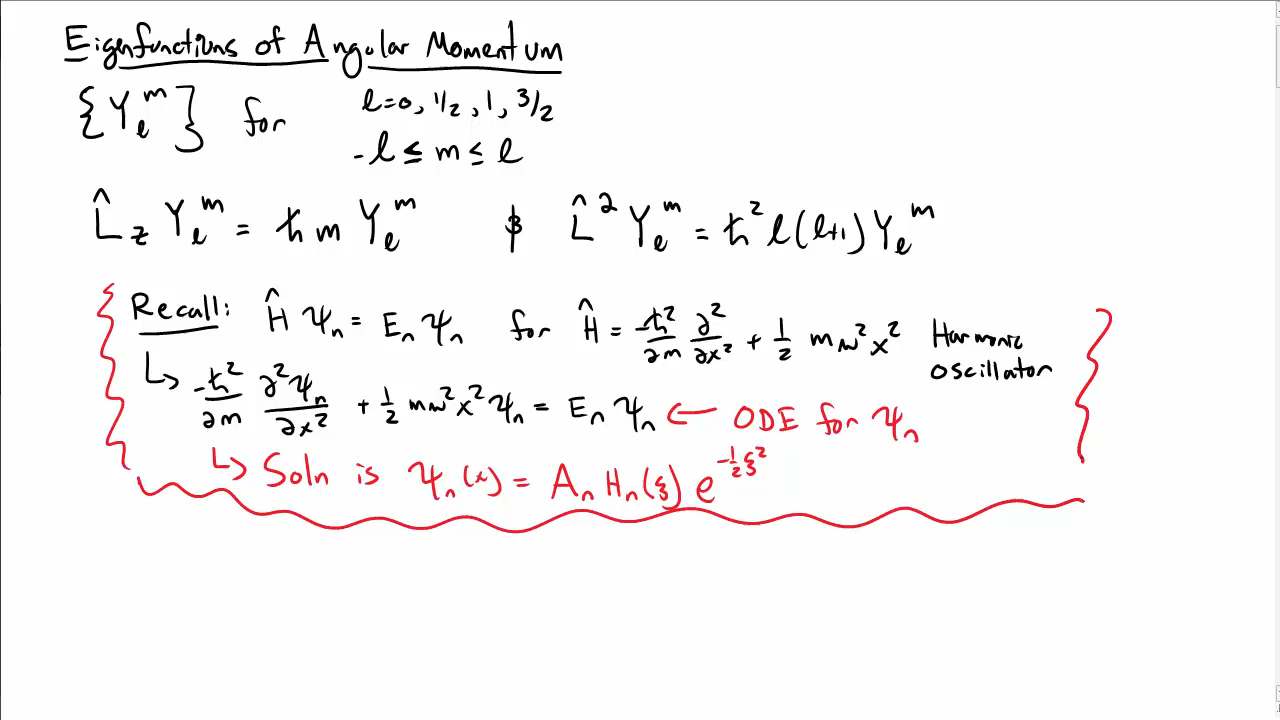 Eigenfunctions of Angular Momentum
{Y_l^m} for l=0, 1/2, 1, 3/2
-l ≤ m ≤ l
L̂_z Y_l^m = ħm Y_l^m & L̂^2 Y_l^m = ħ^2 l(l+1) Y_l^m
Recall: Ĥ ψ_n = E_n ψ_n for Ĥ = -ħ^2/2m ∂^2/∂x^2 + 1/2 mω^2x^2 Harmonic oscillator
↳ -ħ^2/2m ∂^2ψ_n/∂x^2 + 1/2 mω^2x^2 ψ_n = E_n ψ_n ← ODE for ψ_n
↳ Soln is ψ_n(x) = A_n H_n(ξ) e^{-1/2 ξ^2}